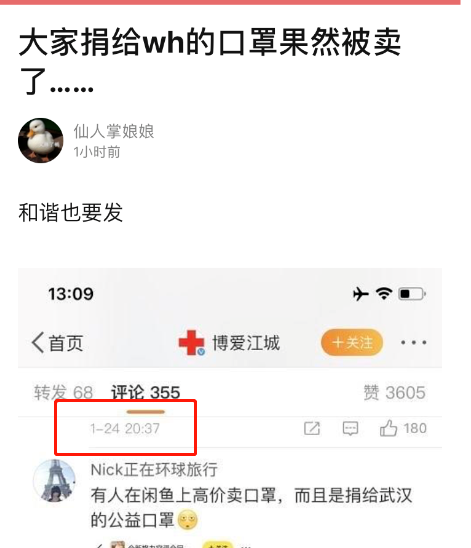 大家捐给wh的口罩果然被卖
了……
仙人掌娘娘
1小时前
和谐也要发
13:09
首页
博爱江城
+关注
转发 68
评论 355
赞 3605
1-24 20:37
180
Nick正在环球旅行
有人在闲鱼上高价卖口罩，而且是捐给武汉
的公益口罩